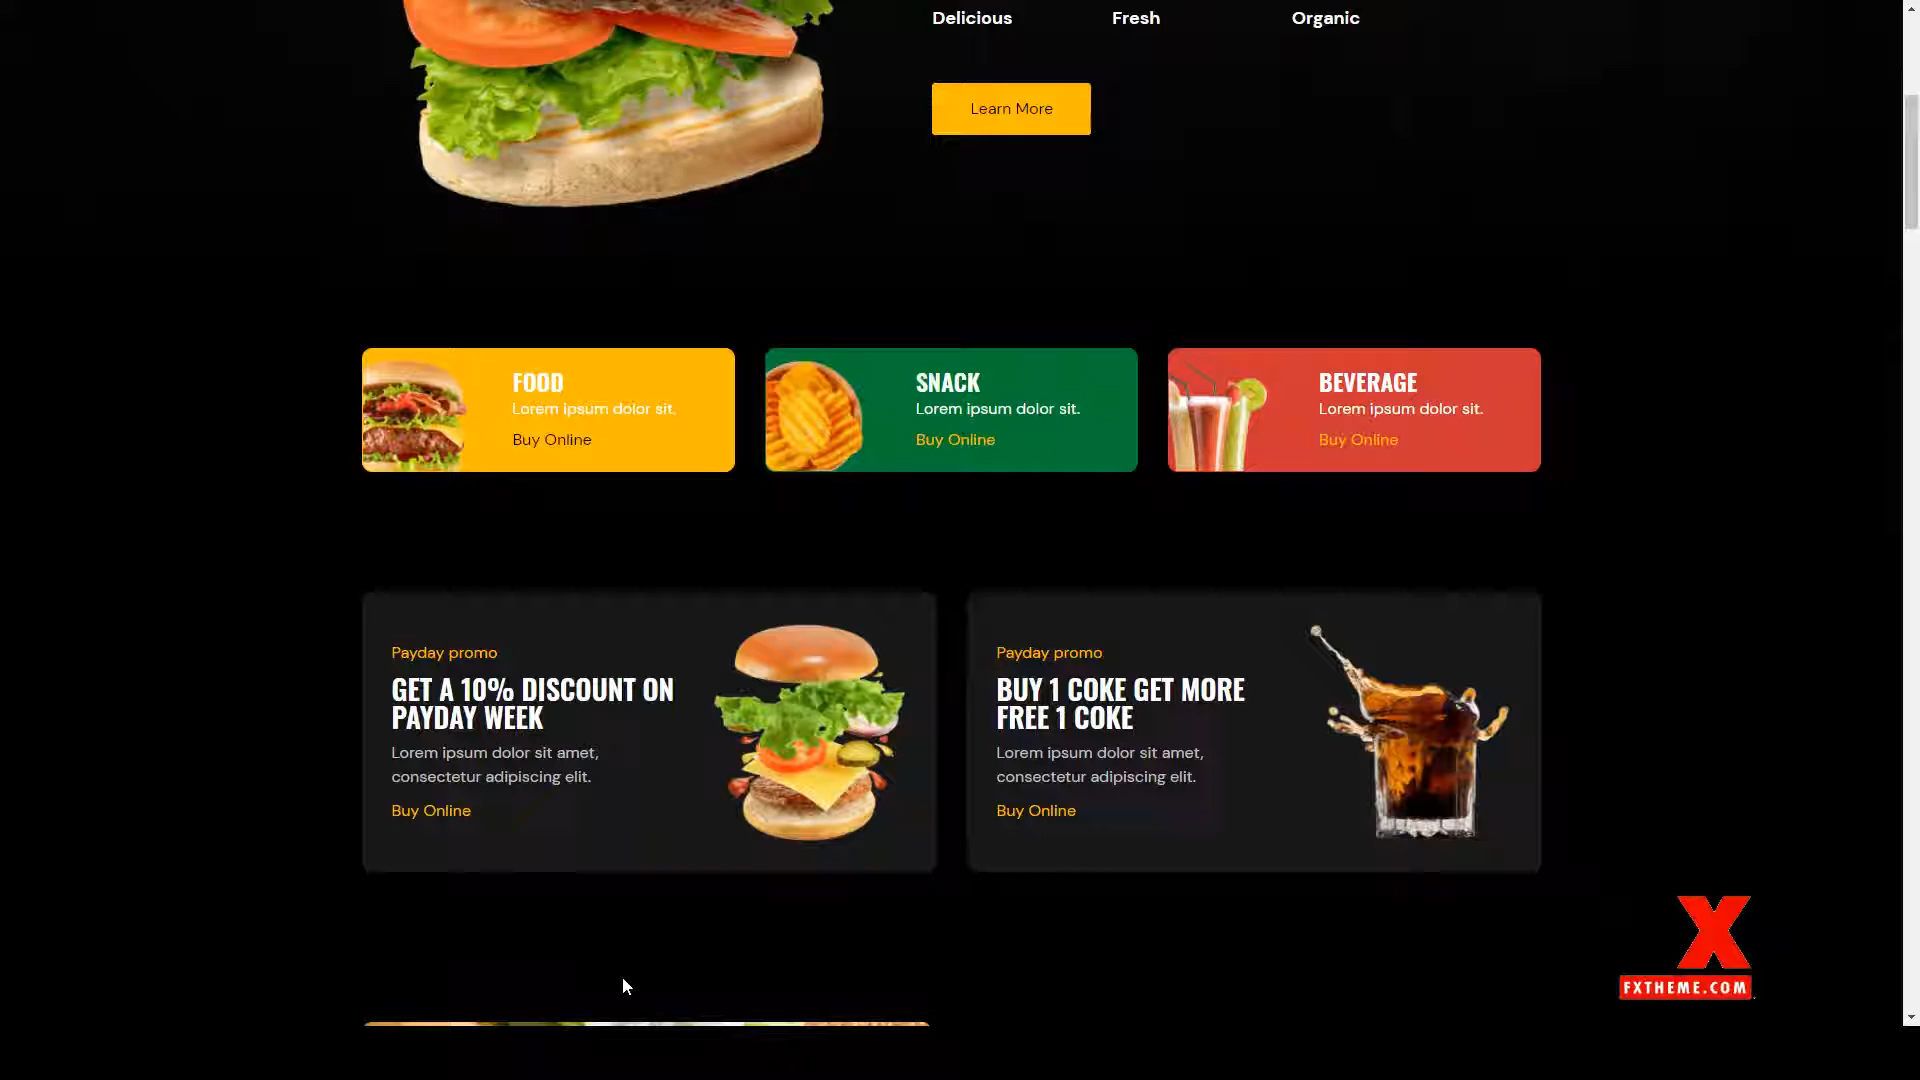 Delicious
Fresh
Organic
Learn More
FOOD
Lorem ipsum dolor sit.
Buy Online
SNACK
Lorem ipsum dolor sit.
Buy Online
BEVERAGE
Lorem ipsum dolor sit.
Buy Online
Payday promo
GET A 10% DISCOUNT ON
PAYDAY WEEK
Lorem ipsum dolor sit amet,
consectetur adipiscing elit.
Buy Online
Payday promo
BUY 1 COKE GET MORE
FREE 1 COKE
Lorem ipsum dolor sit amet,
consectetur adipiscing elit.
Buy Online
X
FXTHEME.COM